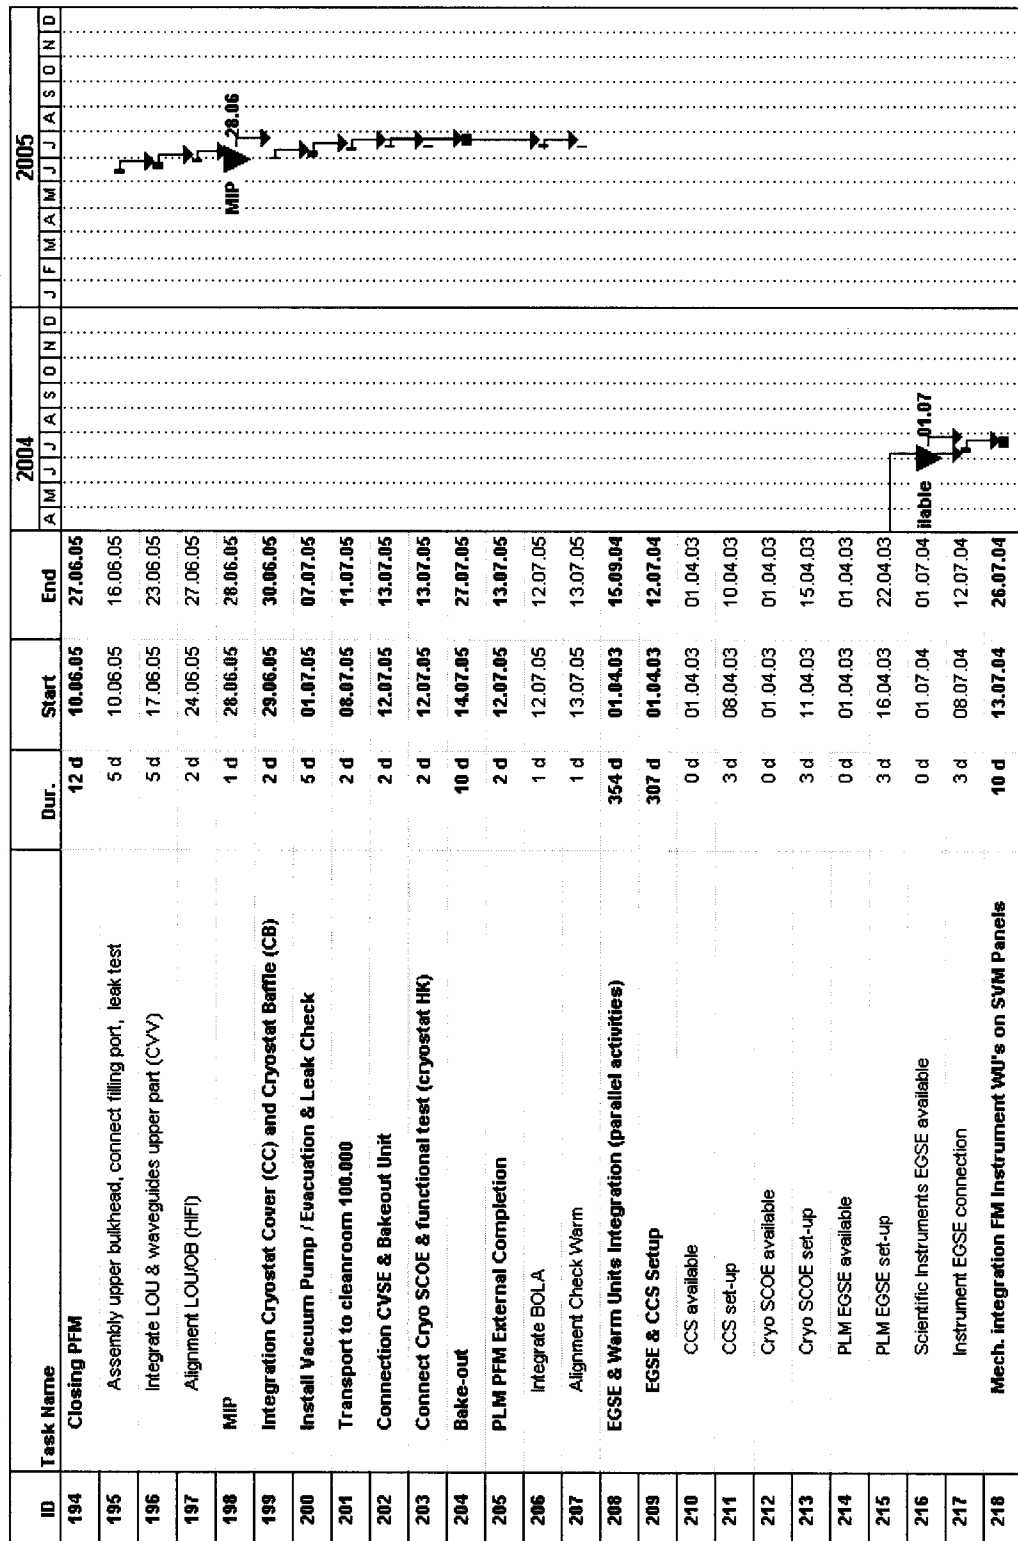 ID Task Name Dur. Start End 2004 2005
A M J J A S O N D J F M A M J J A S O N D
194 Closing PFM 12 d 10.06.05 27.06.05
195 Assembly upper bulkhead, connect filling port, leak test 5 d 10.06.05 16.06.05
196 Integrate LOU & waveguides upper part (CVV) 5 d 17.06.05 23.06.05
197 Alignment LOU/OB (HIFI) 2 d 24.06.05 27.06.05
198 MIP 1 d 28.06.05 28.06.05 MIP 28.06
199 Integration Cryostat Cover (CC) and Cryostat Baffle (CB) 2 d 29.06.05 30.06.05
200 Install Vacuum Pump / Evacuation & Leak Check 5 d 01.07.05 07.07.05
201 Transport to cleanroom 100.000 2 d 08.07.05 11.07.05
202 Connection CVSE & Bakeout Unit 2 d 12.07.05 13.07.05
203 Connect Cryo SCOE & functional test (cryostat HK) 2 d 12.07.05 13.07.05
204 Bake-out 10 d 14.07.05 27.07.05
205 PLM PFM External Completion 2 d 12.07.05 13.07.05
206 Integrate BOLA 1 d 12.07.05 12.07.05
207 Alignment Check Warm 1 d 13.07.05 13.07.05
208 EGSE & Warm Units Integration (parallel activities) 354 d 01.04.03 15.09.04
209 EGSE & CCS Setup 307 d 01.04.03 12.07.04
210 CCS available 0 d 01.04.03 01.04.03
211 CCS set-up 3 d 08.04.03 10.04.03
212 Cryo SCOE available 0 d 01.04.03 01.04.03
213 Cryo SCOE set-up 3 d 11.04.03 15.04.03
214 PLM EGSE available 0 d 01.04.03 01.04.03
215 PLM EGSE set-up 3 d 16.04.03 22.04.03
216 Scientific Instruments EGSE available 0 d 01.07.04 01.07.04 ilable 01.07
217 Instrument EGSE connection 3 d 08.07.04 12.07.04
218 Mech. integration FM Instrument WU's on SVM Panels 10 d 13.07.04 26.07.04